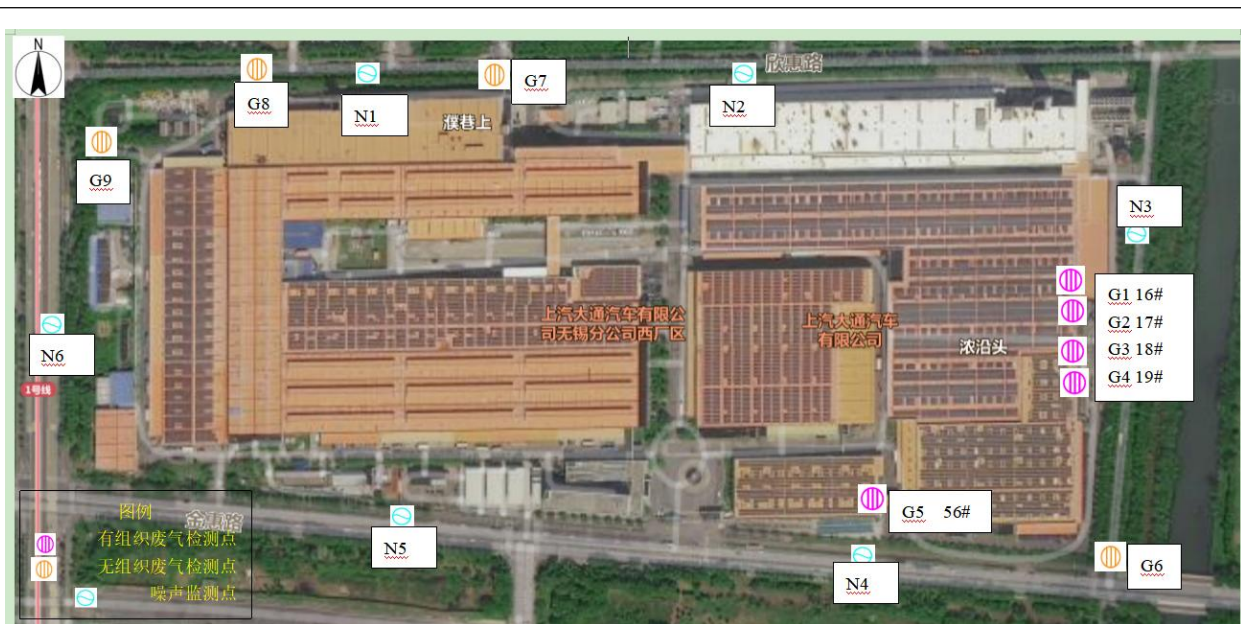 N
欣惠路
G8
N1
G7
N2
濮巷上
G9
N3
上汽大通汽车有限公
司无锡分公司西厂区
上汽大通汽车
有限公司
浓沿头
G1 16#
G2 17#
G3 18#
G4 19#
N6
1号线
G5 56#
图例
金惠路
有组织废气检测点
无组织废气检测点
噪声监测点
N5
N4
G6